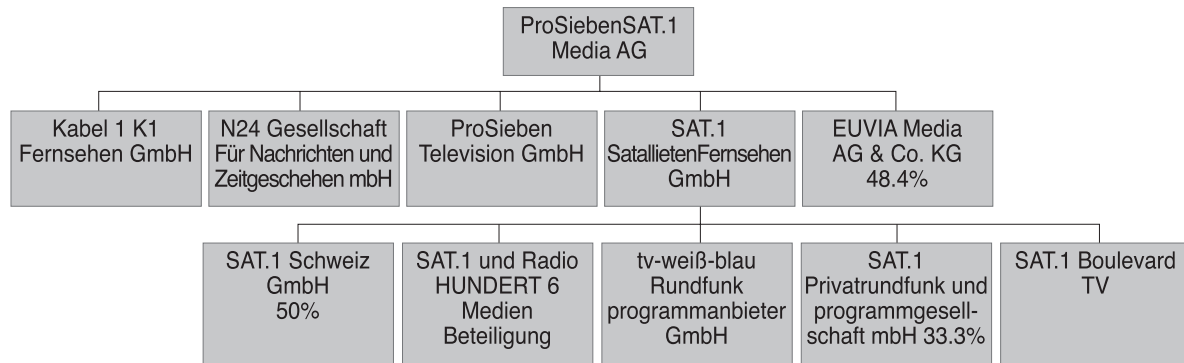 ProSiebenSAT.1
Media AG
Kabel 1 K1
Fernsehen GmbH
N24 Gesellschaft
Für Nachrichten und
Zeitgeschehen mbH
ProSieben
Television GmbH
SAT.1
SatallietenFernsehen
GmbH
EUVIA Media
AG & Co. KG
48.4%
SAT.1 Schweiz
GmbH
50%
SAT.1 und Radio
HUNDERT 6
Medien
Beteiligung
tv-weiß-blau
Rundfunk
programmanbieter
GmbH
SAT.1
Privatrundfunk und
programmgesell-
schaft mbH 33.3%
SAT.1 Boulevard
TV